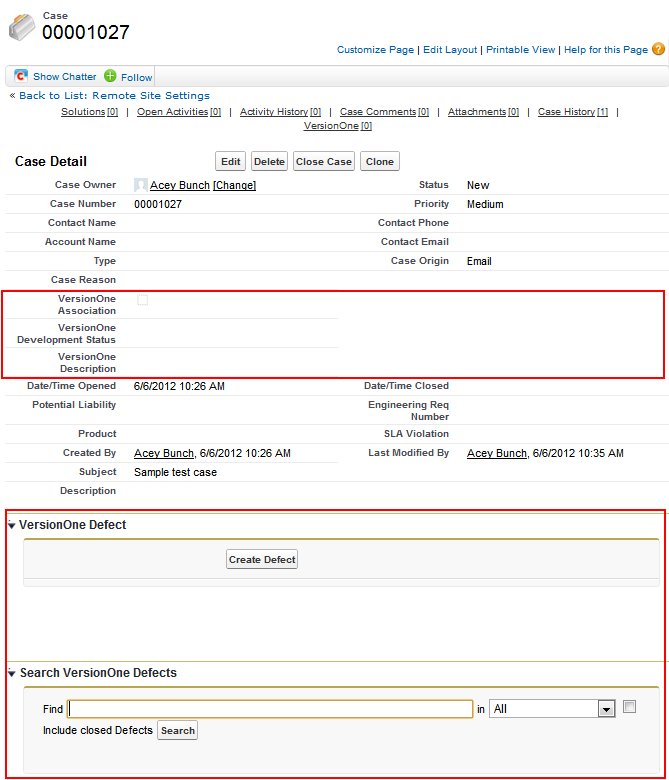 Case
00001027
Customize Page | Edit Layout | Printable View | Help for this Page ?
Show Chatter Follow
« Back to List: Remote Site Settings
Solutions [0] | Open Activities [0] | Activity History [0] | Case Comments [0] | Attachments [0] | Case History [1] |
VersionOne [0]
Case Detail Edit Delete Close Case Clone
Case Owner Acey Bunch [Change] Status New
Case Number 00001027 Priority Medium
Contact Name Contact Phone
Account Name Contact Email
Type Case Origin Email
Case Reason
VersionOne
Association
VersionOne
Development Status
VersionOne
Description
Date/Time Opened 6/6/2012 10:26 AM Date/Time Closed
Potential Liability Engineering Req
Number
Product SLA Violation
Created By Acey Bunch, 6/6/2012 10:26 AM Last Modified By Acey Bunch, 6/6/2012 10:35 AM
Subject Sample test case
Description
VersionOne Defect
Create Defect
Search VersionOne Defects
Find in All
Include closed Defects Search